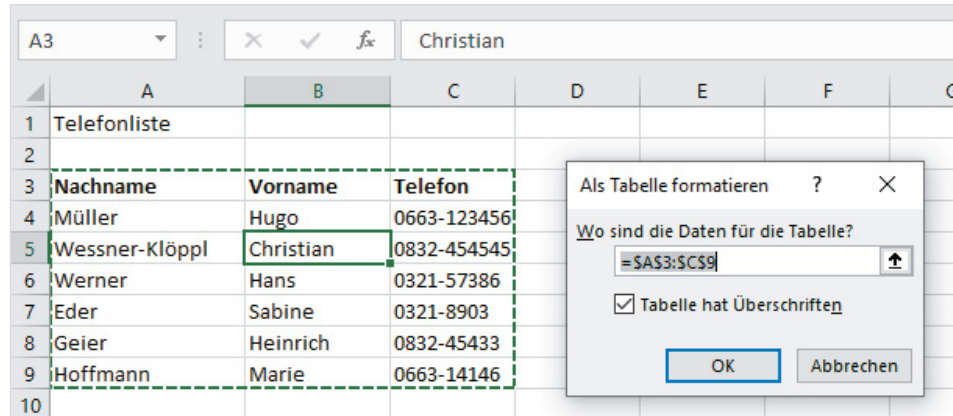 A3 fx Christian
A B C D E F
1 Telefonliste
2
3 Nachname Vorname Telefon
4 Müller Hugo 0663-123456
5 Wessner-Klöppl Christian 0832-454545
6 Werner Hans 0321-57386
7 Eder Sabine 0321-8903
8 Geier Heinrich 0832-45433
9 Hoffmann Marie 0663-14146
10
Als Tabelle formatieren ?
Wo sind die Daten für die Tabelle?
=$A$3:$C$9
Tabelle hat Überschriften
OK Abbrechen